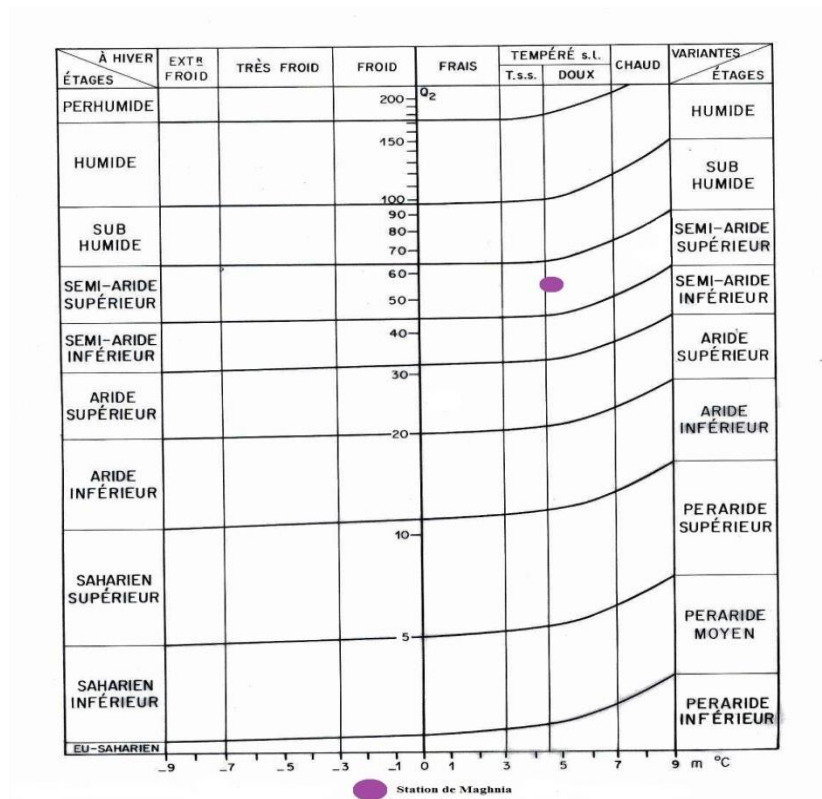 À HIVER
ÉTAGES
EXTR
FROID
TRÈS FROID
FROID
FRAIS
TEMPÉRÉ s.l.
T.s.s.
DOUX
CHAUD
VARIANTES
ÉTAGES
PERHUMIDE
HUMIDE
SUB
HUMIDE
SEMI-ARIDE
SUPÉRIEUR
SEMI-ARIDE
INFÉRIEUR
ARIDE
SUPÉRIEUR
ARIDE
INFÉRIEUR
SAHARIEN
SUPÉRIEUR
SAHARIEN
INFÉRIEUR
EU-SAHARIEN
Q2
200
150
100
90
80
70
60
50
40
30
20
10
5
HUMIDE
SUB
HUMIDE
SEMI-ARIDE
SUPÉRIEUR
SEMI-ARIDE
INFÉRIEUR
ARIDE
SUPÉRIEUR
ARIDE
INFÉRIEUR
PERARIDE
SUPÉRIEUR
PERARIDE
MOYEN
PERARIDE
INFÉRIEUR
-9 -7 -5 -3 -1 0 1 3 5 7 9 m °C
Station de Maghnia